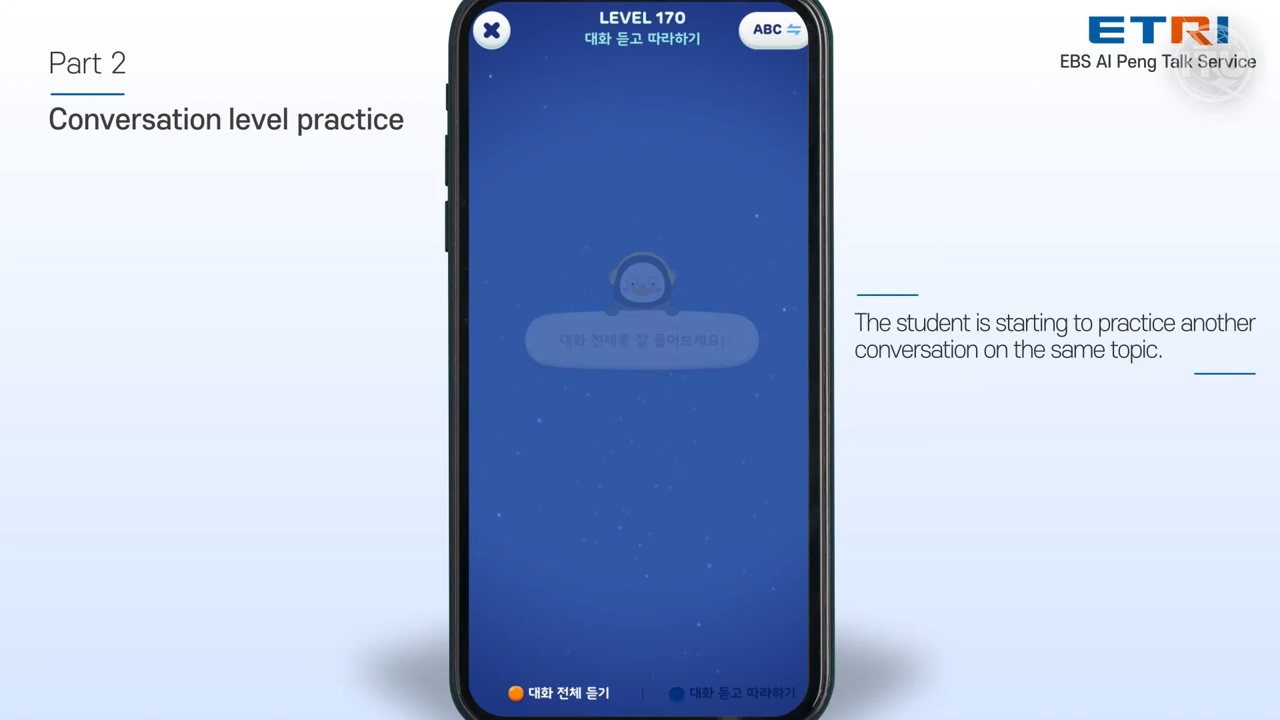 Part 2
Conversation level practice
LEVEL 170
대화 듣고 따라하기
ABC
ETRI
EBS AI Peng Talk Service
대화 전체를 잘 들어보세요!
The student is starting to practice another
conversation on the same topic.
대화 전체 듣기
대화 듣고 따라하기